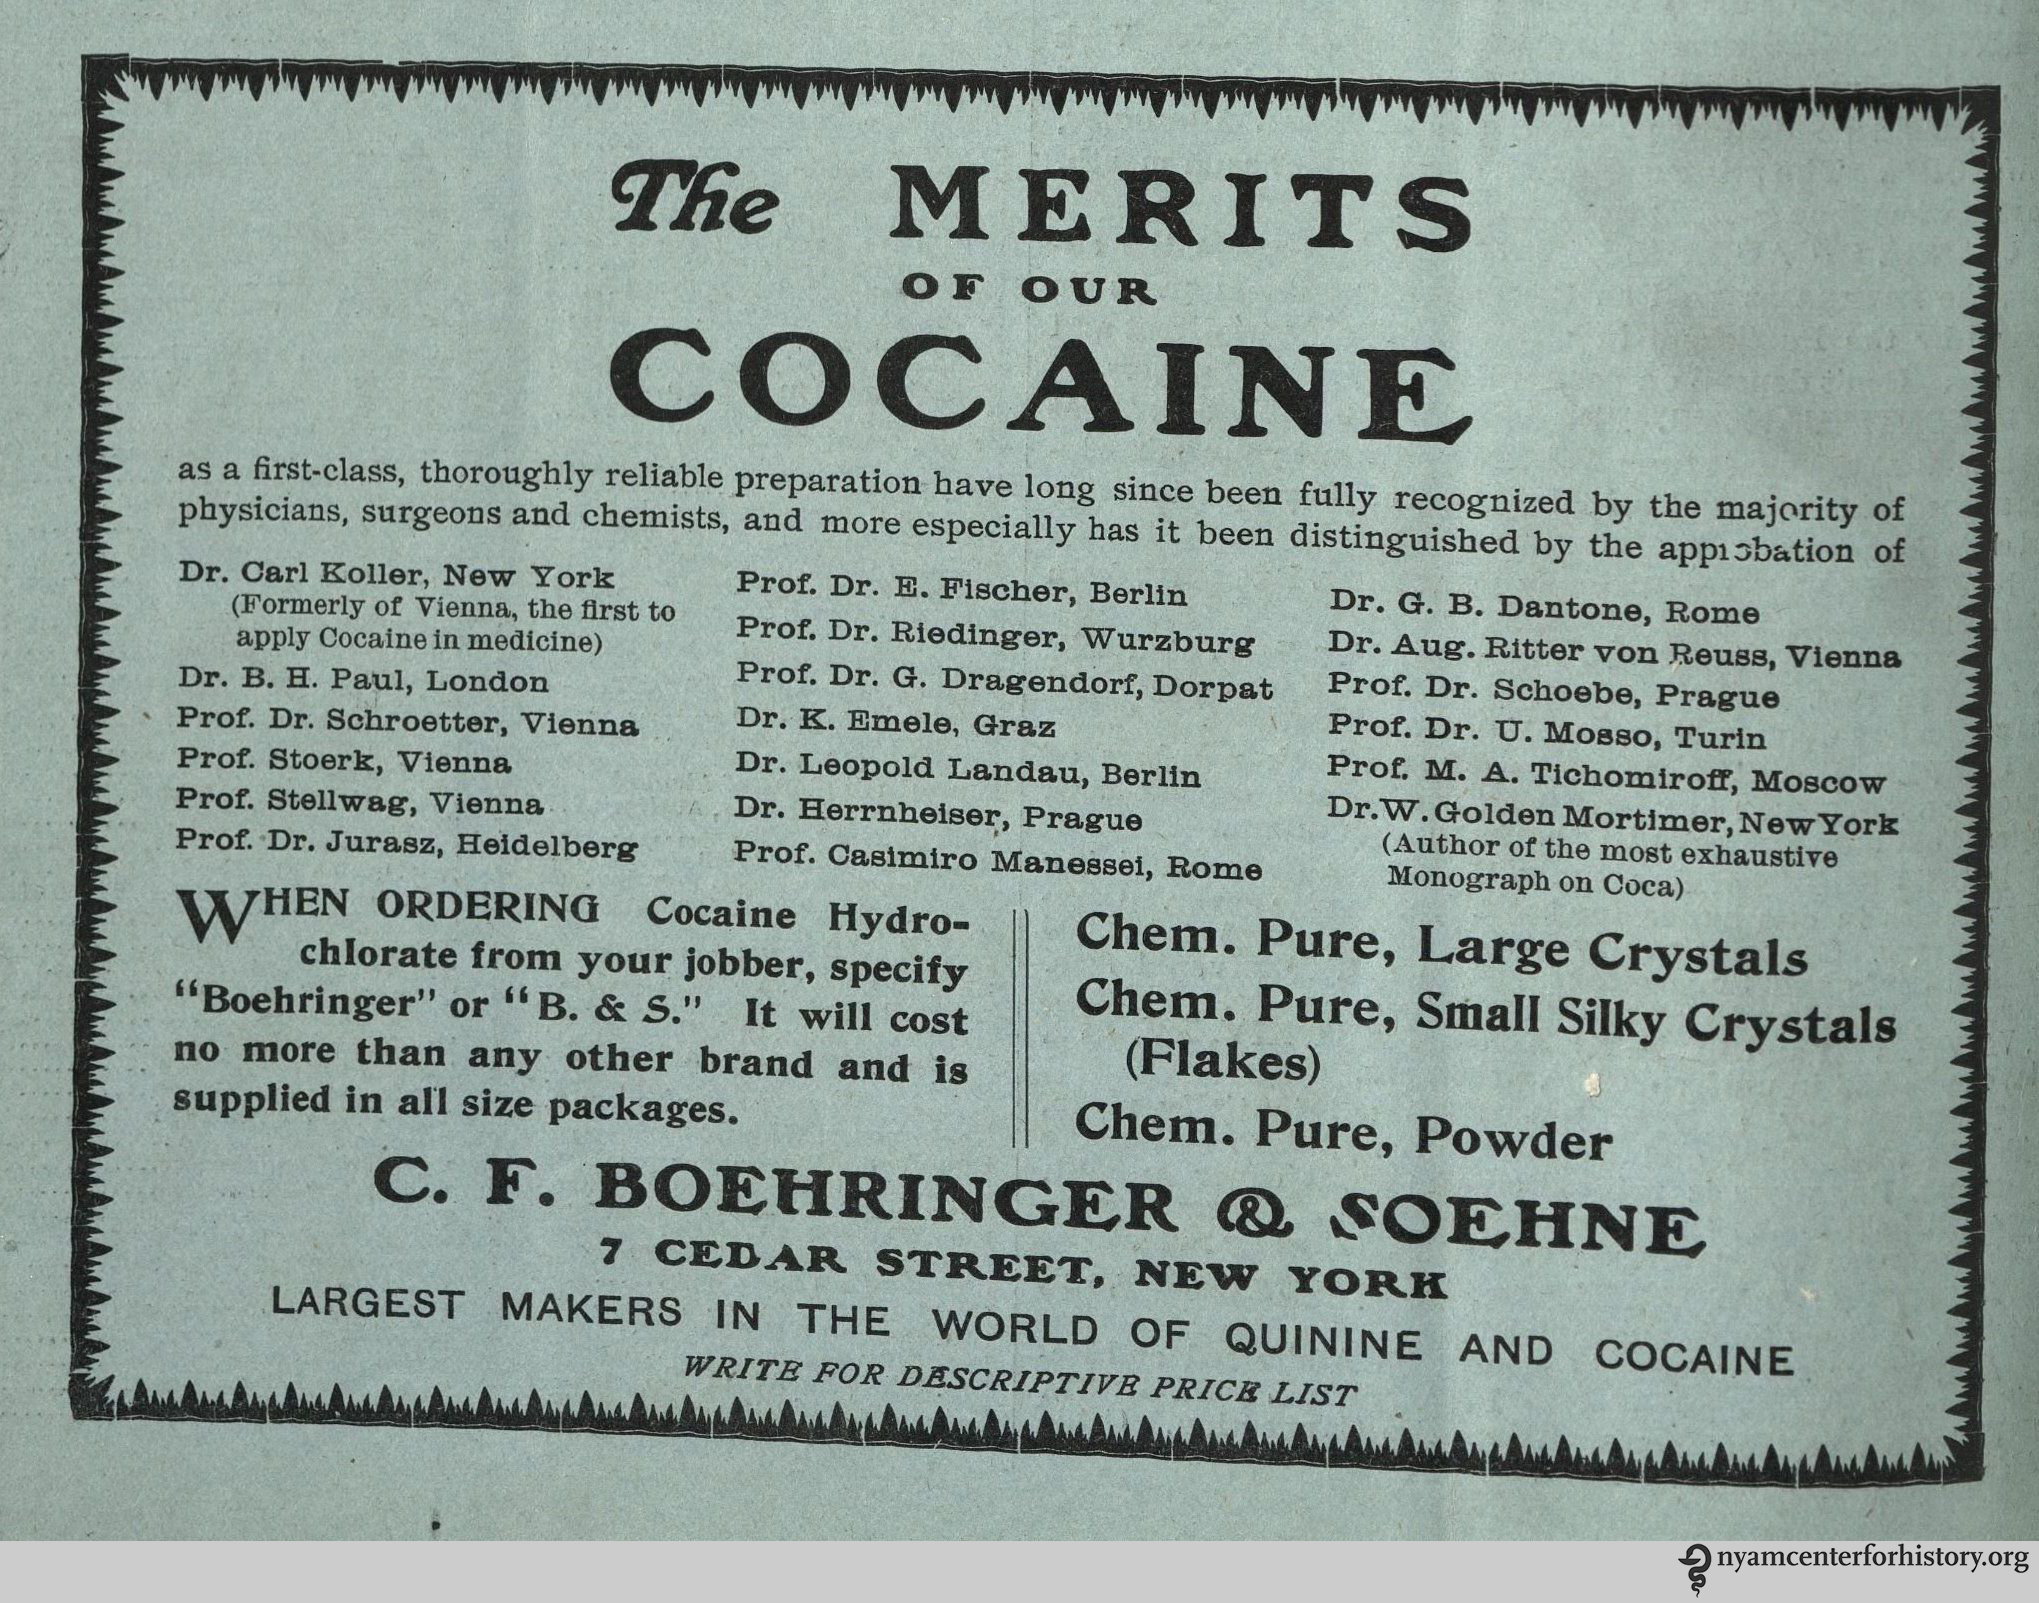 The MERITS
OF OUR
COCAINE
as a first-class, thoroughly reliable preparation have long since been fully recognized by the majority of
physicians, surgeons and chemists, and more especially has it been distinguished by the approbation of
Dr. Carl Koller, New York
(Formerly of Vienna, the first to
apply Cocaine in medicine)
Dr. B. H. Paul, London
Prof. Dr. Schroetter, Vienna
Prof. Stoerk, Vienna
Prof. Stellwag, Vienna
Prof. Dr. Jurasz, Heidelberg
Prof. Dr. E. Fischer, Berlin
Prof. Dr. Riedinger, Wurzburg
Prof. Dr. G. Dragendorf, Dorpat
Dr. K. Emele, Graz
Dr. Leopold Landau, Berlin
Dr. Herrnheiser, Prague
Prof. Casimiro Manessei, Rome
Dr. G. B. Dantone, Rome
Dr. Aug. Ritter von Reuss, Vienna
Prof. Dr. Schoebe, Prague
Prof. Dr. U. Mosso, Turin
Prof. M. A. Tichomiroff, Moscow
Dr. W. Golden Mortimer, New York
(Author of the most exhaustive
Monograph on Coca)
WHEN ORDERING Cocaine Hydro-
chlorate from your jobber, specify
"Boehringer" or "B. & S." It will cost
no more than any other brand and is
supplied in all size packages.
Chem. Pure, Large Crystals
Chem. Pure, Small Silky Crystals
(Flakes)
Chem. Pure, Powder
C. F. BOEHRINGER & SOEHNE
7 CEDAR STREET, NEW YORK
LARGEST MAKERS IN THE WORLD OF QUININE AND COCAINE
WRITE FOR DESCRIPTIVE PRICE LIST
nyamcenterforhistory.org